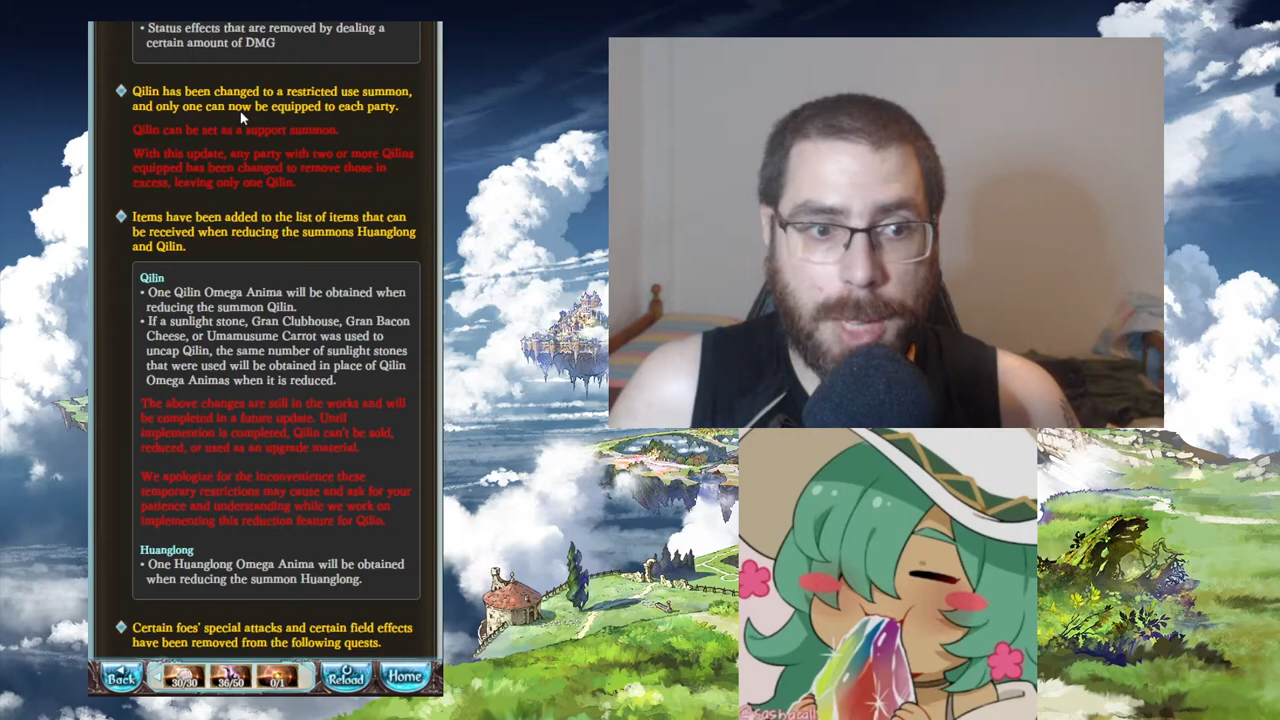 • Status effects that are removed by dealing a
certain amount of DMG
Qilin has been changed to a restricted use summon,
and only one can now be equipped to each party.
Qilin can be set as a support summon.
With this update, any party with two or more Qilins
equipped has been changed to remove those in
excess, leaving only one Qilin.
Items have been added to the list of items that can
be received when reducing the summons Huanglong
and Qilin.
Qilin
• One Qilin Omega Anima will be obtained when
reducing the summon Qilin.
• If a sunlight stone, Gran Clubhouse, Gran Bacon
Cheese, or Umamusume Carrot was used to
uncap Qilin, the same number of sunlight stones
that were used will be obtained in place of Qilin
Omega Animas when it is reduced.
The above changes are still in the works and will
be completed in a future update. Until
implemention is completed, Qilin can't be sold,
reduced, or used as an upgrade material.
We apologize for the inconvenience these
temporary restrictions may cause and ask for your
patience and understanding while we work on
implementing this reduction feature for Qilin.
Huanglong
• One Huanglong Omega Anima will be obtained
when reducing the summon Huanglong.
Certain foes' special attacks and certain field effects
have been removed from the following quests.
Back
30/30
36/50
0/1
Reload
Home